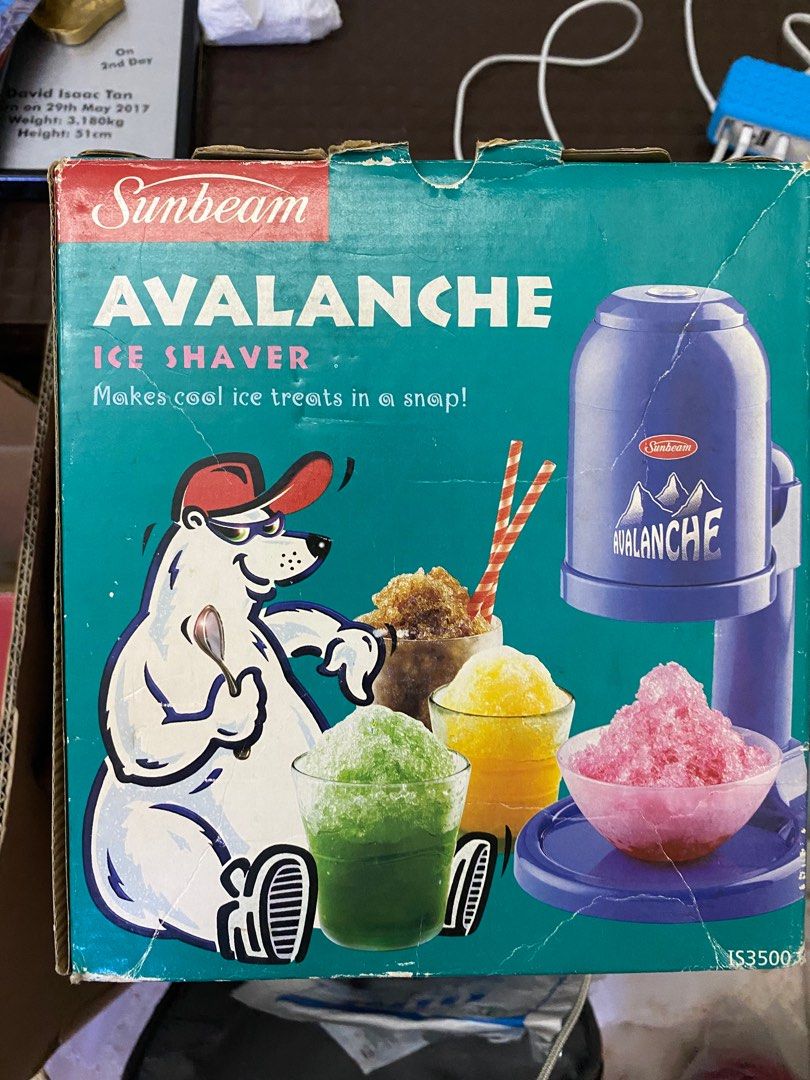 On
2nd Day
David Isaac Tan
on 29th May 2017
Weight: 3.180kg
Height: 51cm
Sunbeam
AVALANCHE
ICE SHAVER
Makes cool ice treats in a snap!
Sunbeam
AVALANCHE
IS3500